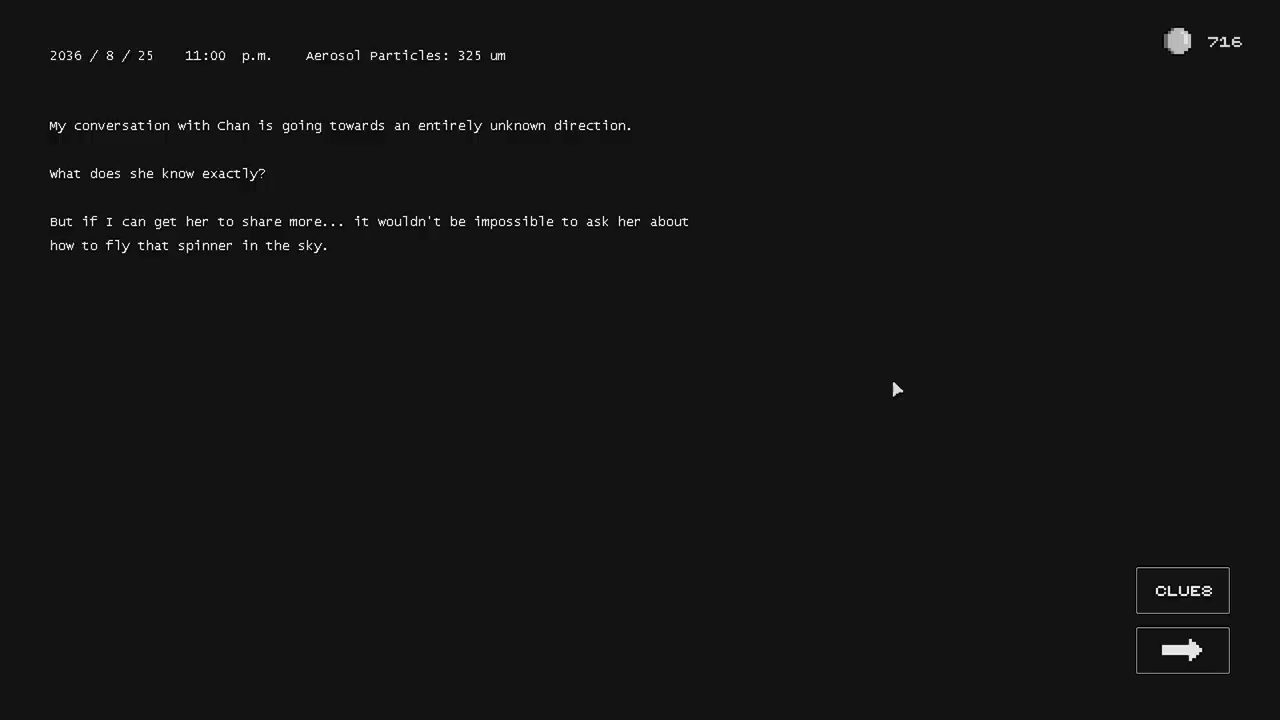 2036 / 8 / 25 11:00 p.m. Aerosol Particles: 325 um
716
My conversation with Chan is going towards an entirely unknown direction.
What does she know exactly?
But if I can get her to share more... it wouldn't be impossible to ask her about
how to fly that spinner in the sky.
CLUES